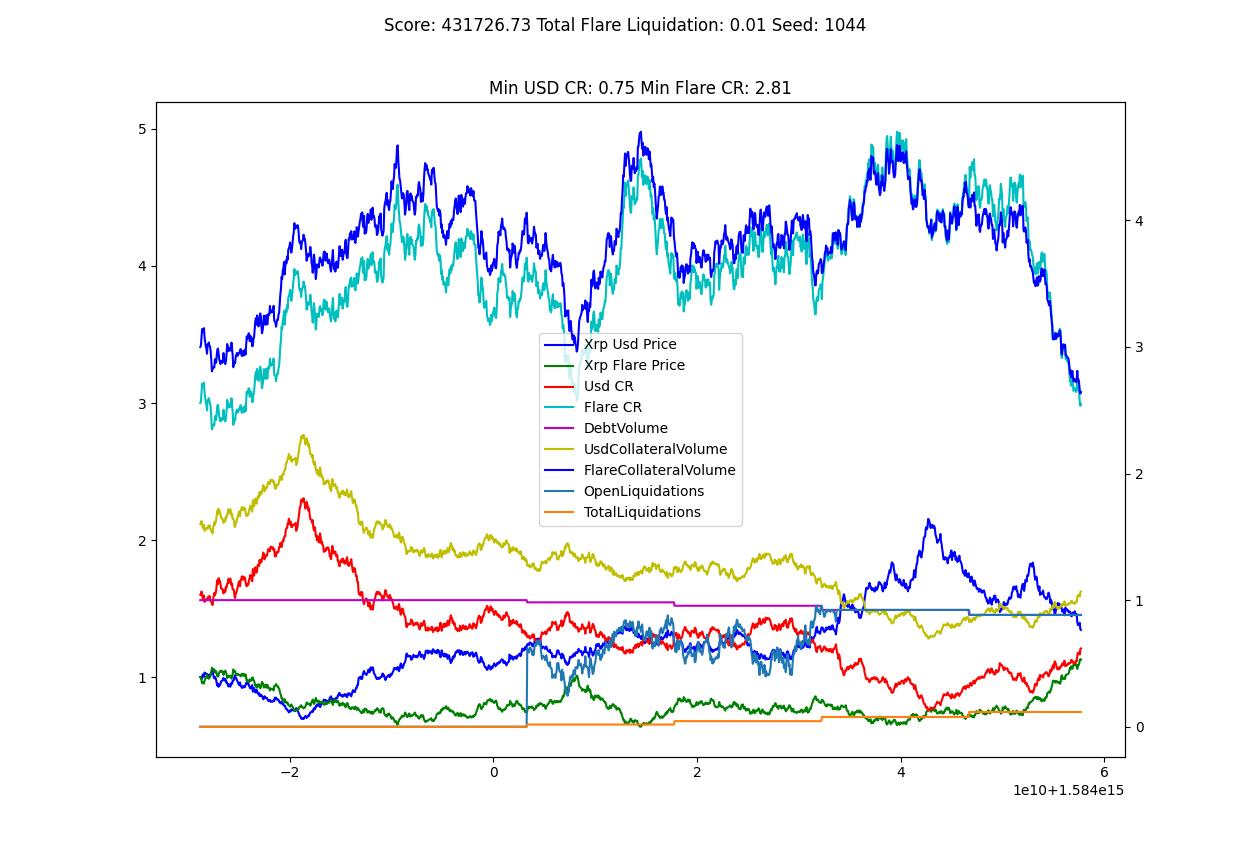 Score: 431726.73 Total Flare Liquidation: 0.01 Seed: 1044
Min USD CR: 0.75 Min Flare CR: 2.81
5
4
3
2
1
4
3
2
1
0
Xrp Usd Price
Xrp Flare Price
Usd CR
Flare CR
DebtVolume
UsdCollateralVolume
FlareCollateralVolume
OpenLiquidations
TotalLiquidations
−2 0 2 4 6
1e10+1.584e15